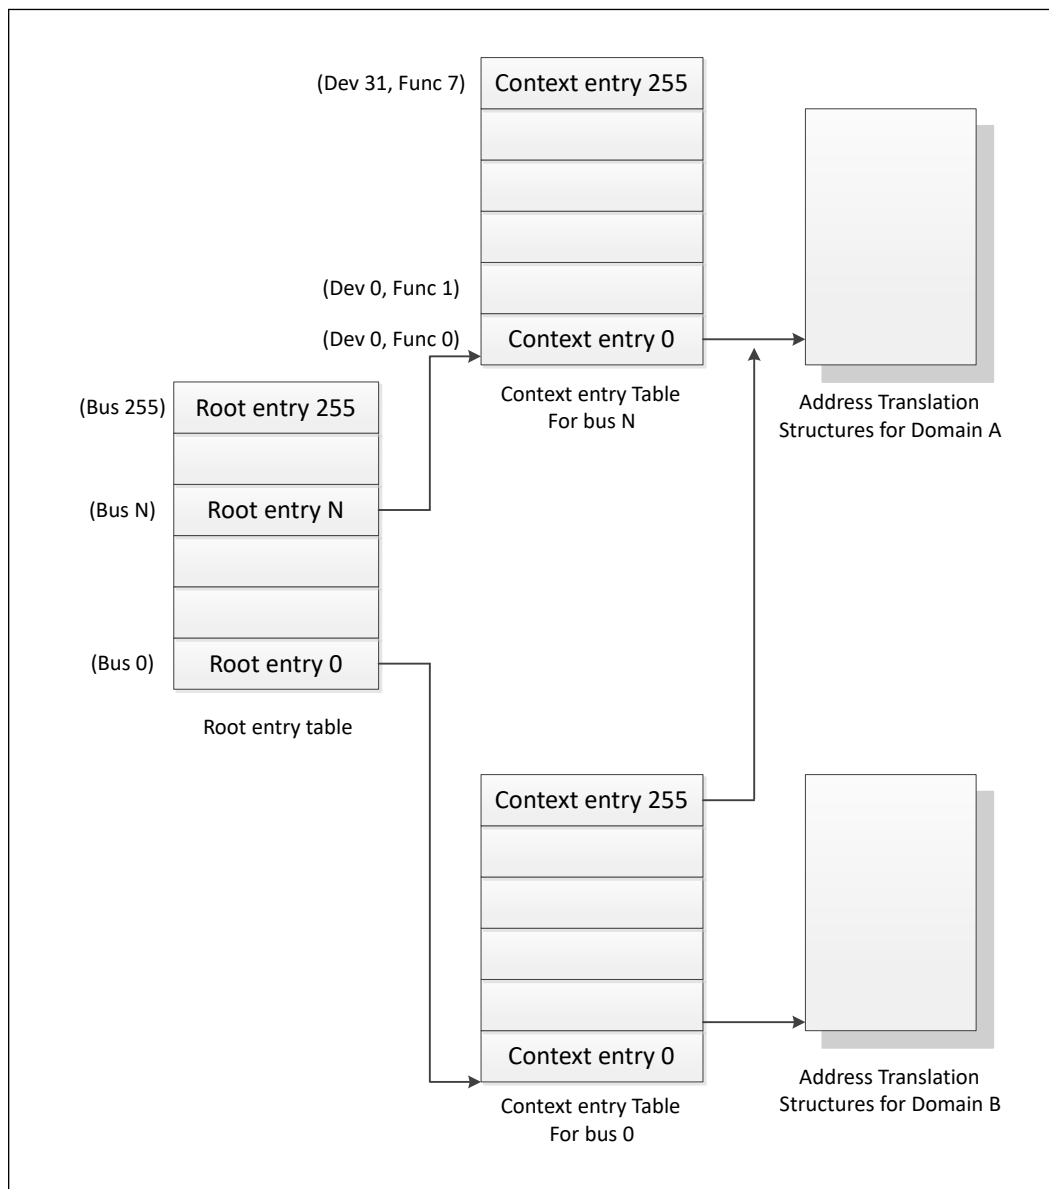 (Dev 31, Func 7)
Context entry 255
(Dev 0, Func 1)
(Dev 0, Func 0)
Context entry 0
Context entry Table
For bus N
Address Translation
Structures for Domain A
(Bus 255)
Root entry 255
(Bus N)
Root entry N
(Bus 0)
Root entry 0
Root entry table
Context entry 255
Context entry 0
Context entry Table
For bus 0
Address Translation
Structures for Domain B